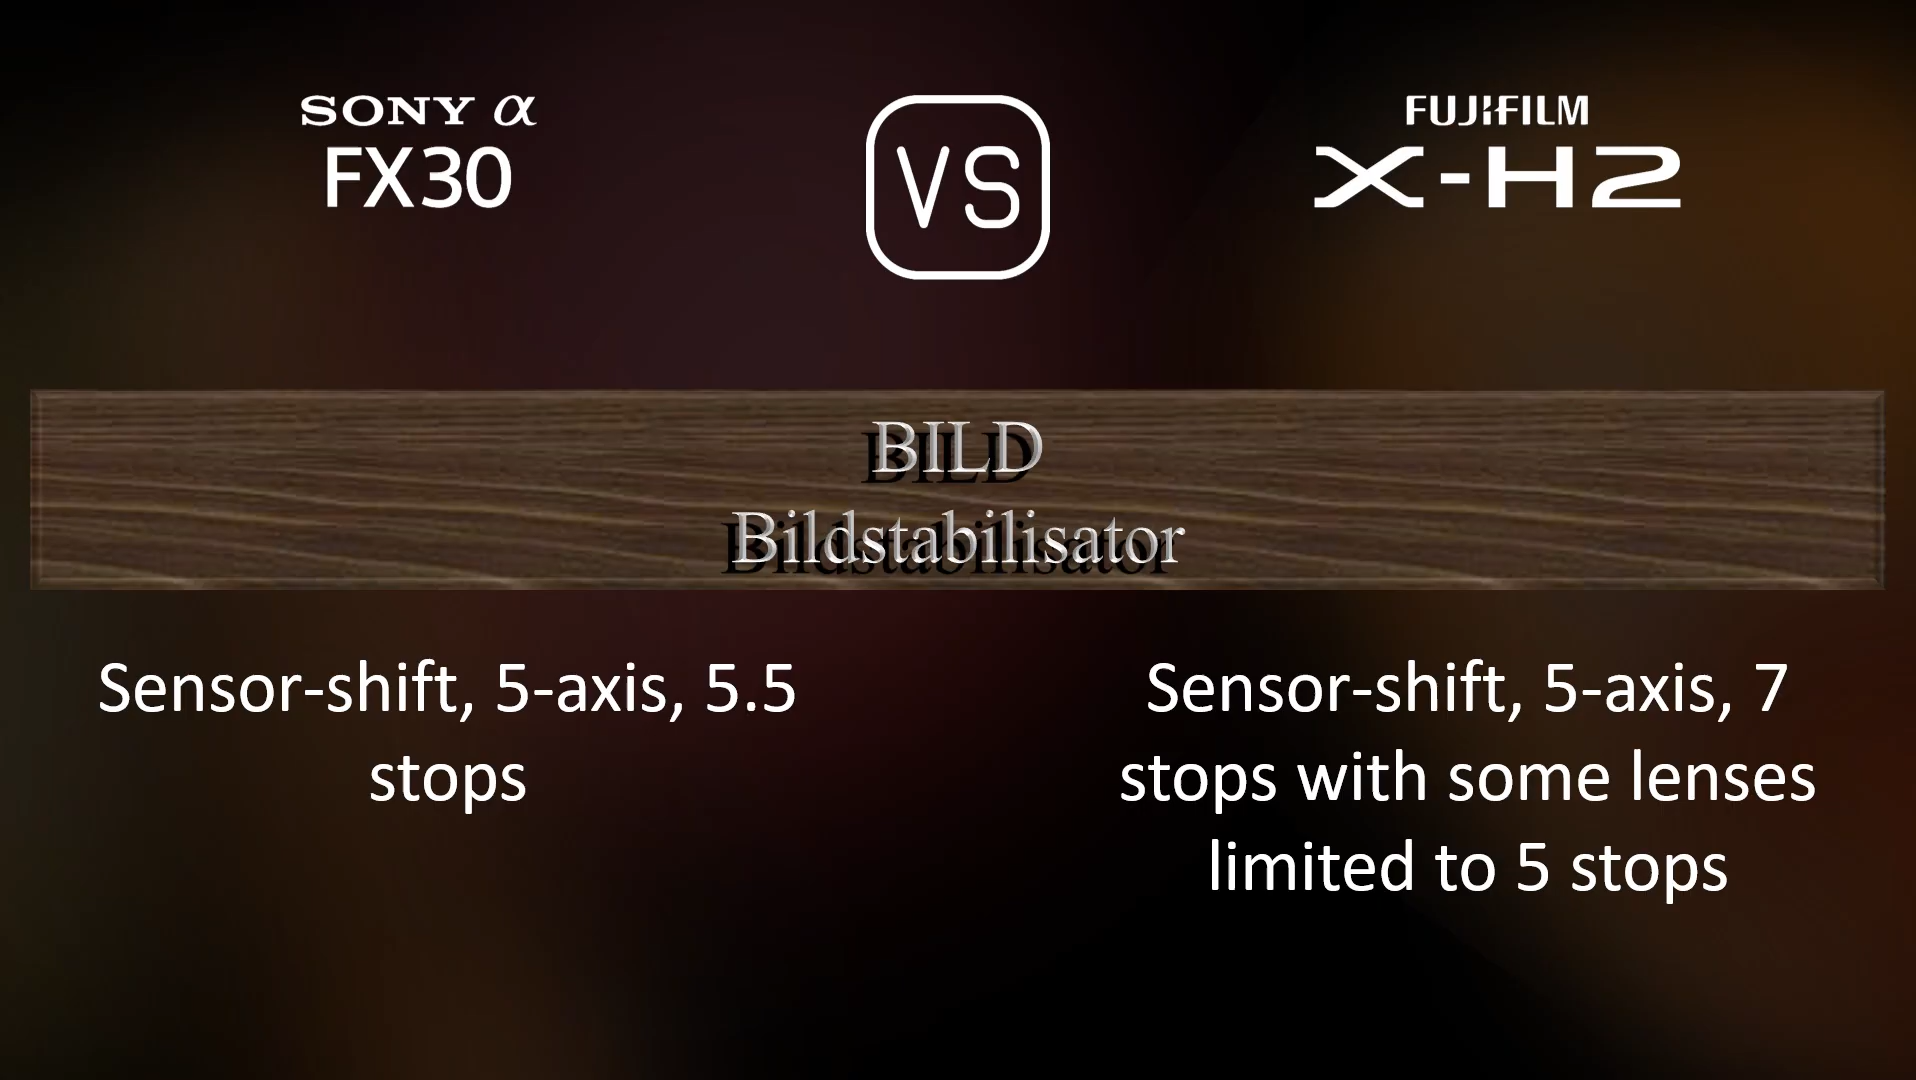 SONY α
FX30
VS
FUJIFILM
X-H2
BILD
Bildstabilisator
Sensor-shift, 5-axis, 5.5
stops
Sensor-shift, 5-axis, 7
stops with some lenses
limited to 5 stops